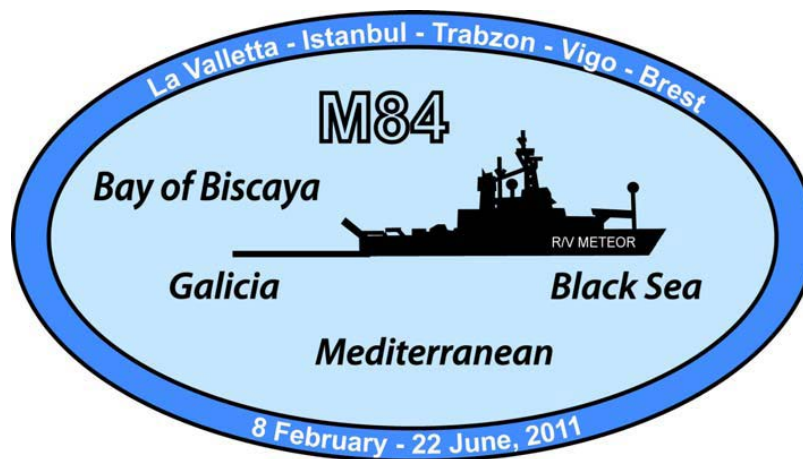 La Valletta - Istanbul - Trabzon - Vigo - Brest
M84
Bay of Biscaya
R/V METEOR
Galicia
Black Sea
Mediterranean
8 February - 22 June, 2011